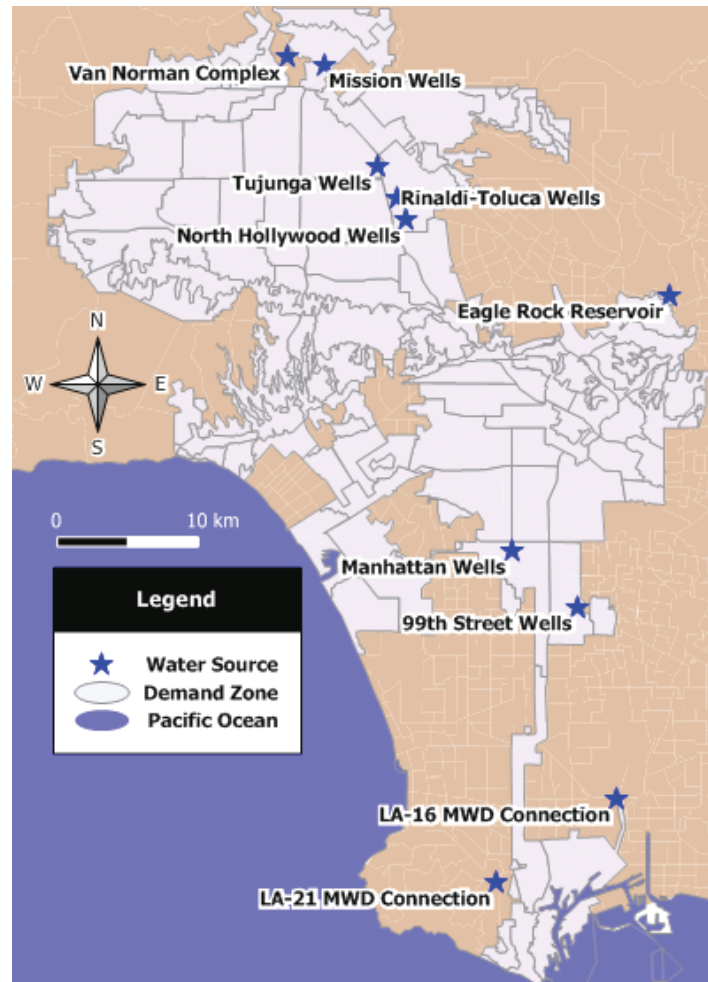 Van Norman Complex
Mission Wells
Tujunga Wells
Rinaldi-Toluca Wells
North Hollywood Wells
Eagle Rock Reservoir
N
W E
S
0 10 km
Manhattan Wells
Legend
99th Street Wells
Water Source
Demand Zone
Pacific Ocean
LA-16 MWD Connection
LA-21 MWD Connection